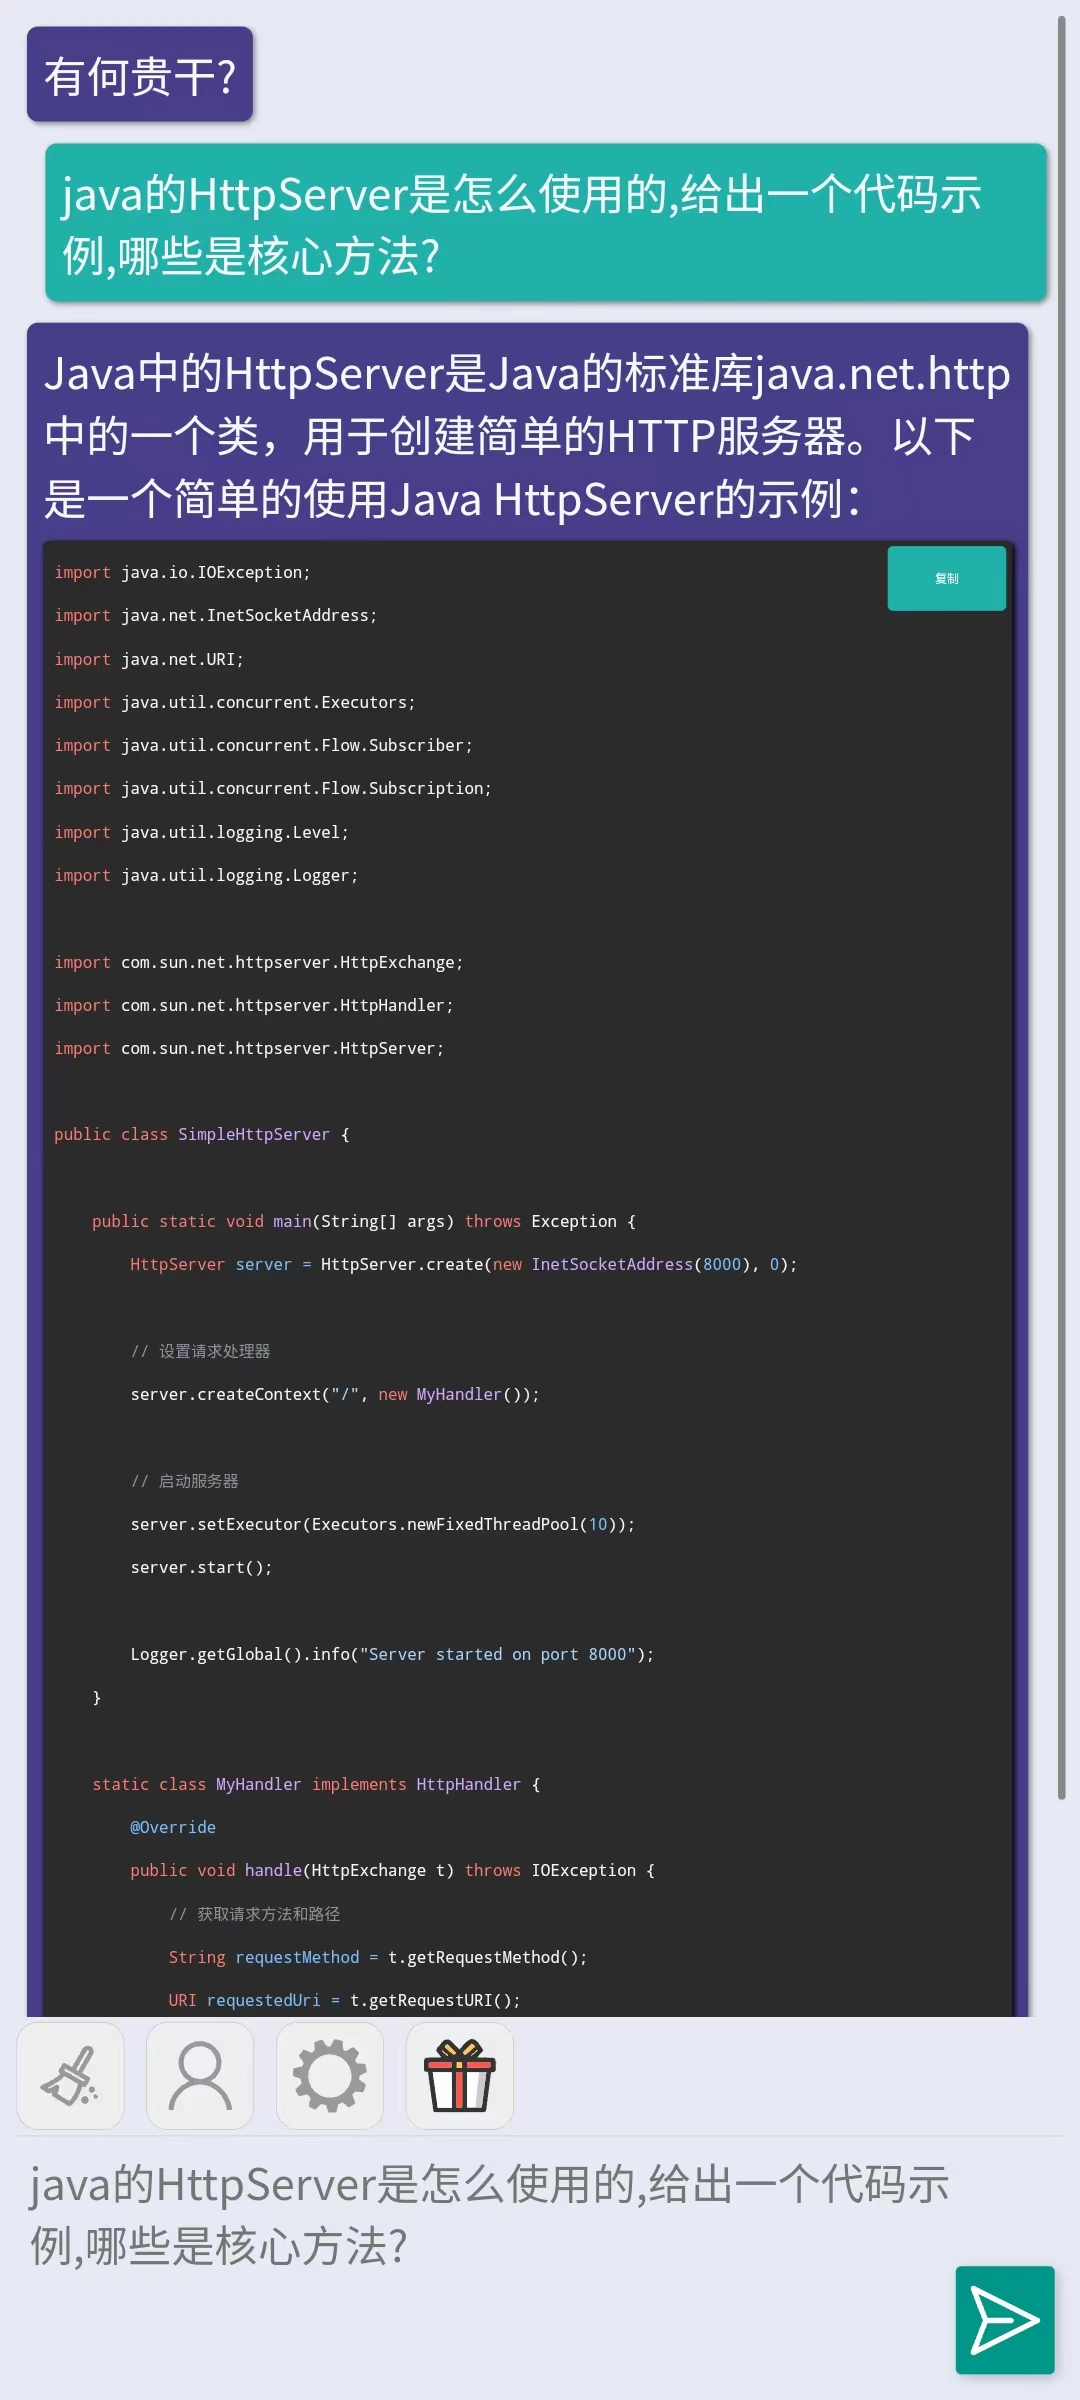 有何贵干?
java的HttpServer是怎么使用的,给出一个代码示
例,哪些是核心方法?
Java中的HttpServer是Java的标准库java.net.http
中的一个类，用于创建简单的HTTP服务器。以下
是一个简单的使用Java HttpServer的示例：
复制
import java.io.IOException;
import java.net.InetSocketAddress;
import java.net.URI;
import java.util.concurrent.Executors;
import java.util.concurrent.Flow.Subscriber;
import java.util.concurrent.Flow.Subscription;
import java.util.logging.Level;
import java.util.logging.Logger;
import com.sun.net.httpserver.HttpExchange;
import com.sun.net.httpserver.HttpHandler;
import com.sun.net.httpserver.HttpServer;
public class SimpleHttpServer {
public static void main(String[] args) throws Exception {
HttpServer server = HttpServer.create(new InetSocketAddress(8000), 0);
// 设置请求处理器
server.createContext("/", new MyHandler());
// 启动服务器
server.setExecutor(Executors.newFixedThreadPool(10));
server.start();
Logger.getGlobal().info("Server started on port 8000");
}
static class MyHandler implements HttpHandler {
@Override
public void handle(HttpExchange t) throws IOException {
// 获取请求方法和路径
String requestMethod = t.getRequestMethod();
URI requestedUri = t.getRequestURI();
java的HttpServer是怎么使用的,给出一个代码示
例,哪些是核心方法?